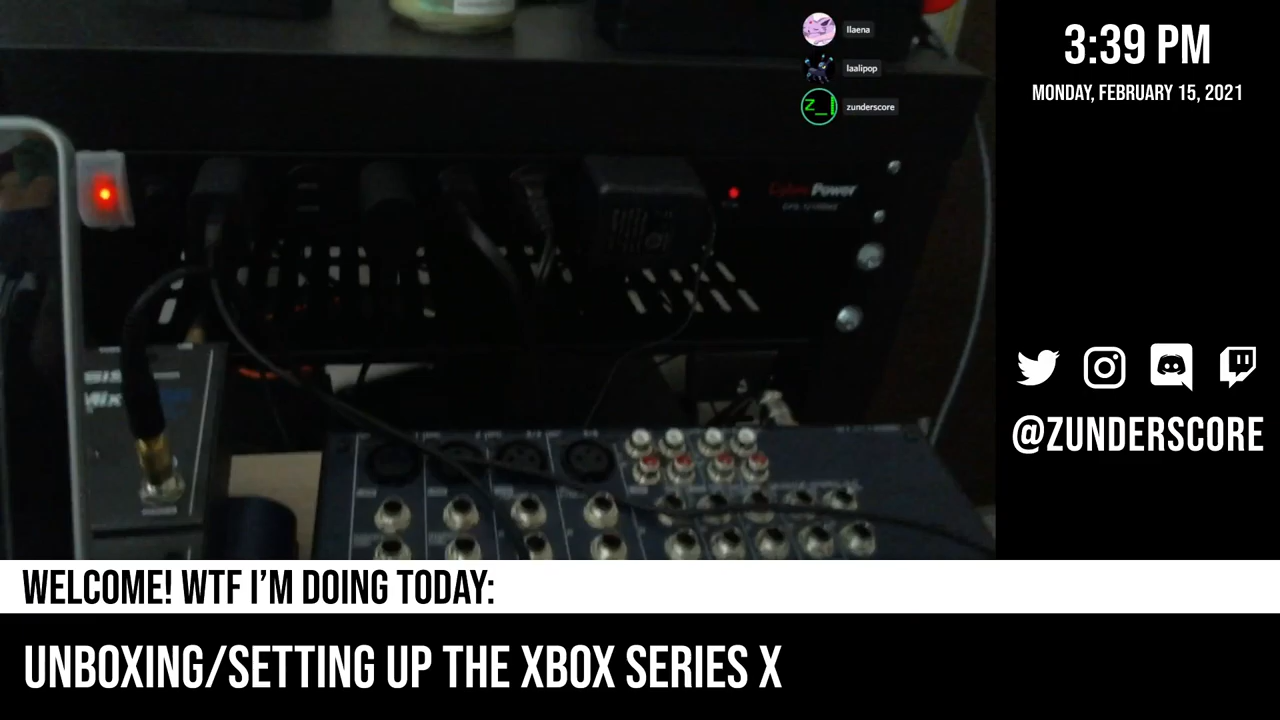 llaena
laalipop
zunderscore
3:39 PM
MONDAY, FEBRUARY 15, 2021
CyberPower
@ZUNDERSCORE
WELCOME! WTF I'M DOING TODAY:
UNBOXING/SETTING UP THE XBOX SERIES X